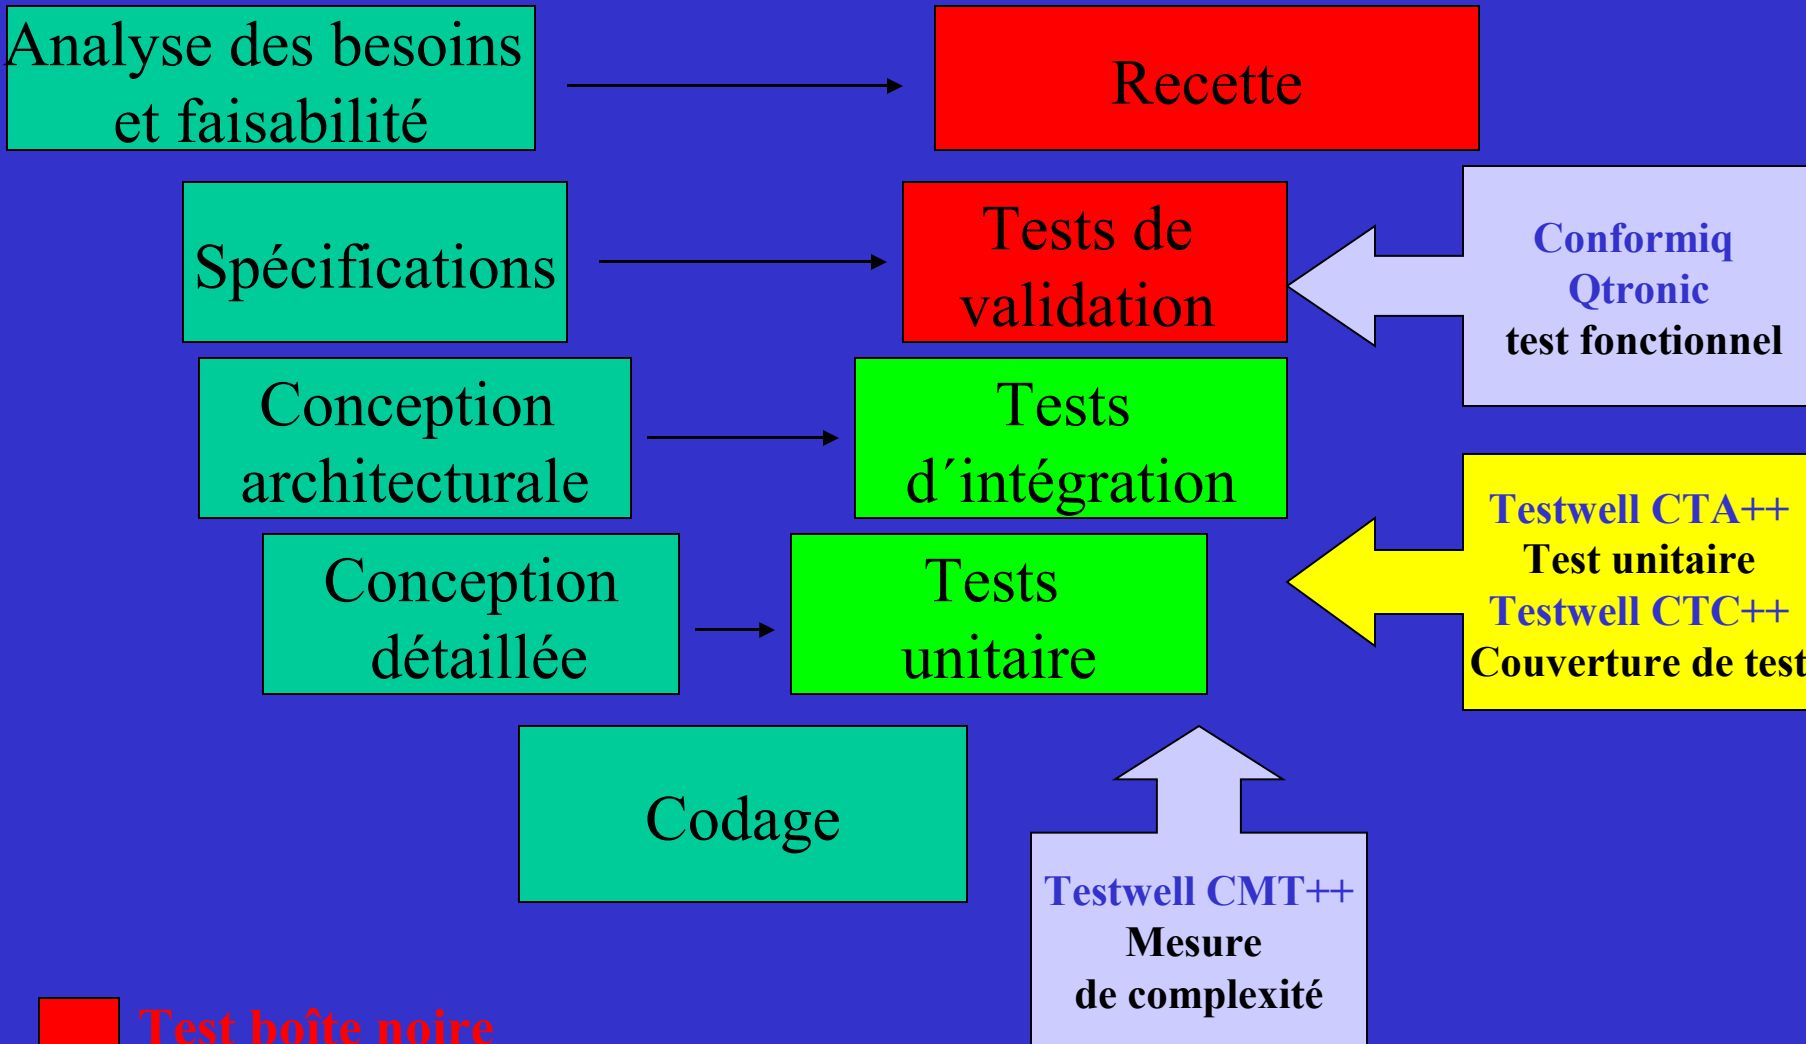 Analyse des besoins
et faisabilité
Recette
Spécifications
Tests de
validation
Conformiq
Qtronic
test fonctionnel
Conception
architecturale
Tests
d´intégration
Testwell CTA++
Test unitaire
Testwell CTC++
Couverture de test
Conception
détaillée
Tests
unitaire
Codage
Testwell CMT++
Mesure
de complexité
Test boîte noire